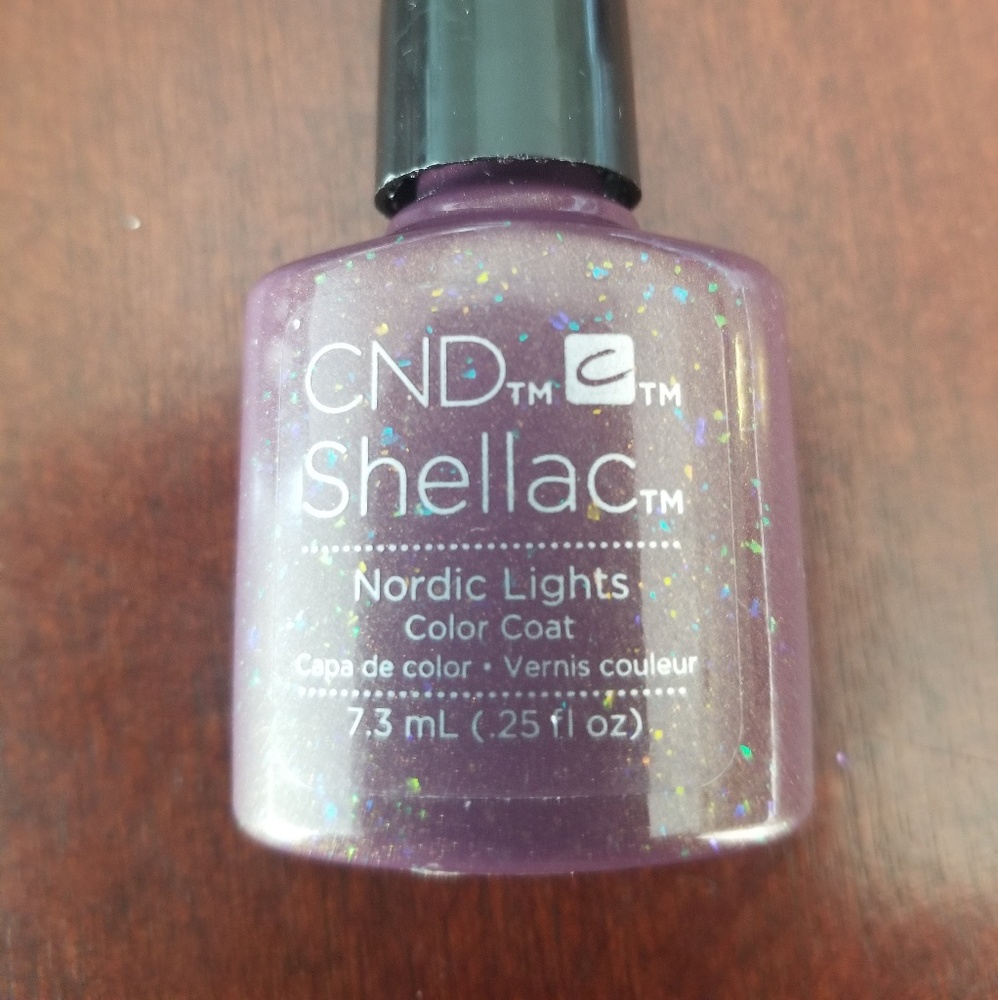 CND™ C™
Shellac™
Nordic Lights
Color Coat
Capa de color • Vernis couleur
7.3 mL (.25 fl oz)